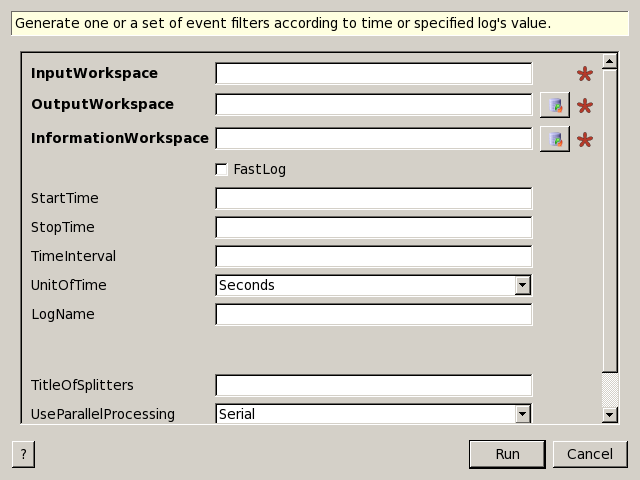 Generate one or a set of event filters according to time or specified log's value.
InputWorkspace
OutputWorkspace
InformationWorkspace
FastLog
StartTime
StopTime
TimeInterval
UnitOfTime Seconds
LogName
TitleOfSplitters
UseParallelProcessing Serial
? Run Cancel